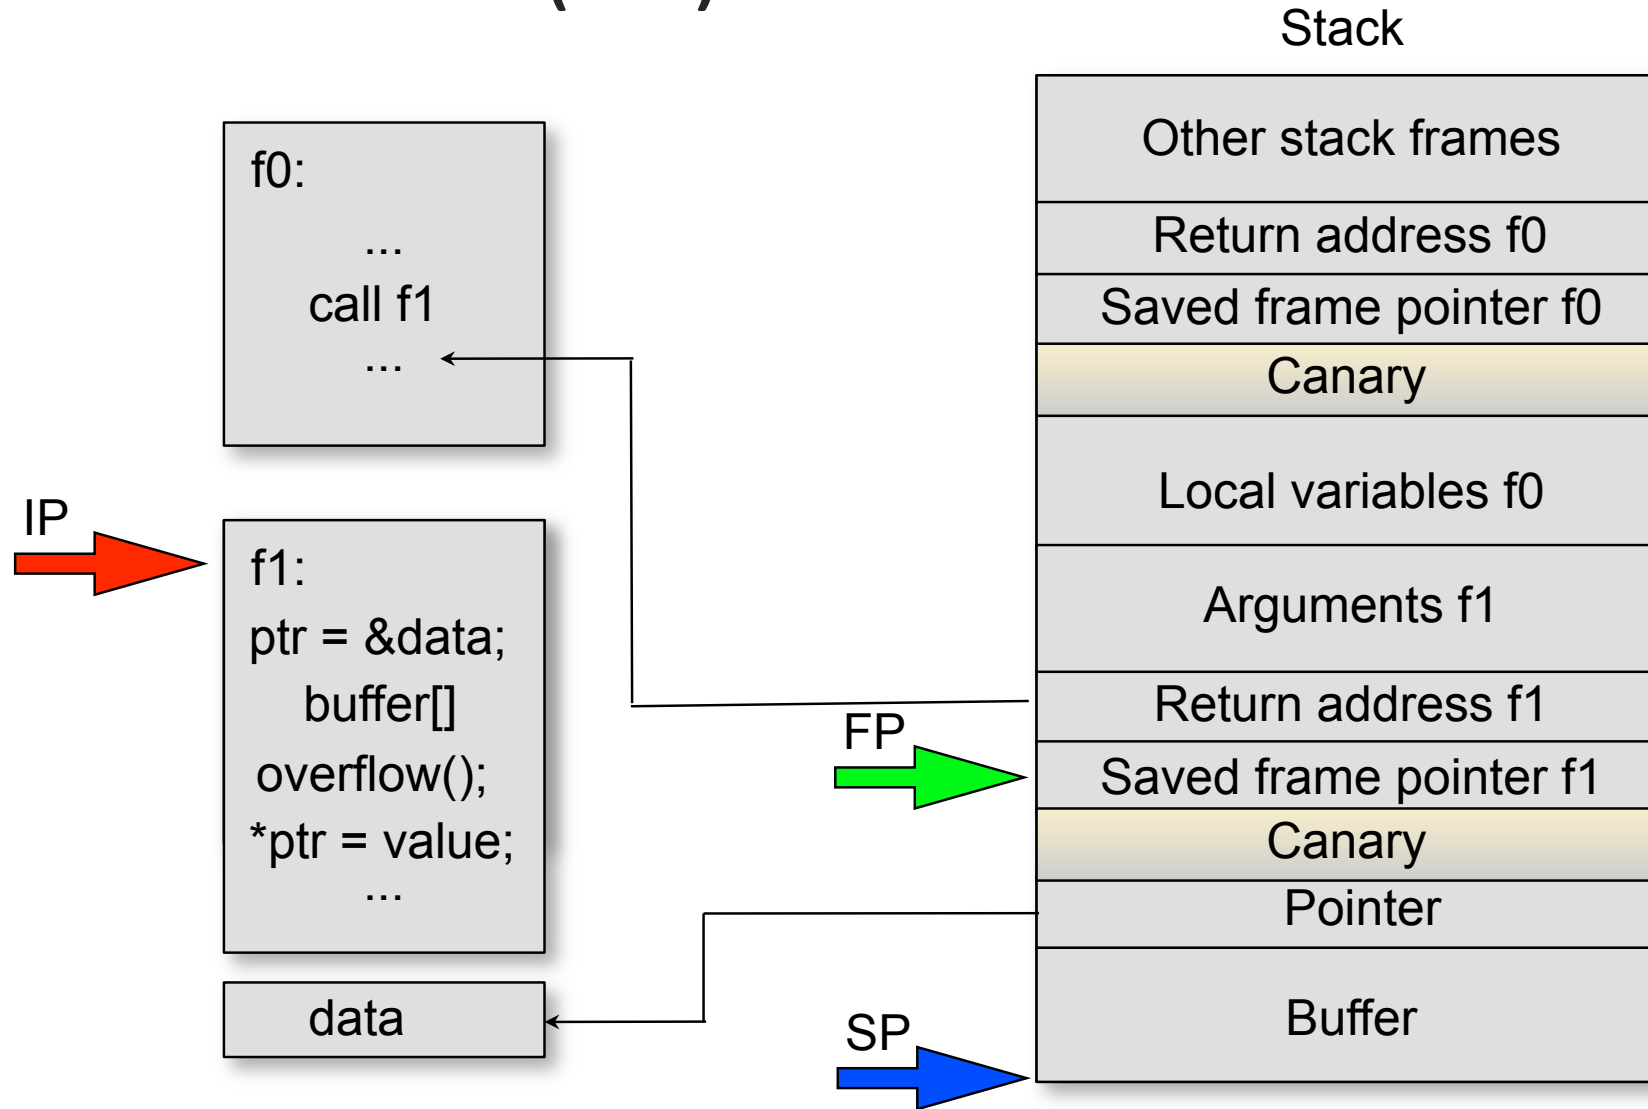 Stack
f0:
...
call f1
...
IP
f1:
ptr = &data;
buffer[]
overflow();
*ptr = value;
...
data
Other stack frames
Return address f0
Saved frame pointer f0
Canary
Local variables f0
Arguments f1
Return address f1
FP
Saved frame pointer f1
Canary
Pointer
Buffer
SP